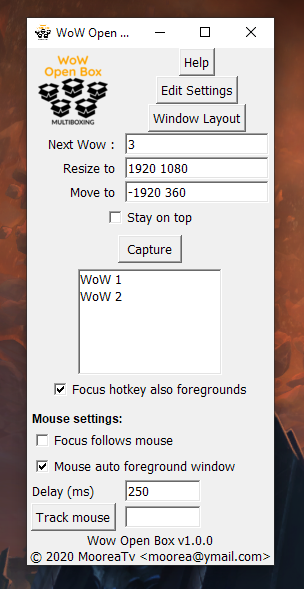 WoW Open ...
WoW
Open Box
MULTIBOXING
Help
Edit Settings
Window Layout
Next Wow : 3
Resize to 1920 1080
Move to -1920 360
Stay on top
Capture
WoW 1
WoW 2
Focus hotkey also foregrounds
Mouse settings:
Focus follows mouse
Mouse auto foreground window
Delay (ms) 250
Track mouse
Wow Open Box v1.0.0
© 2020 MooreaTv <moorea@ymail.com>